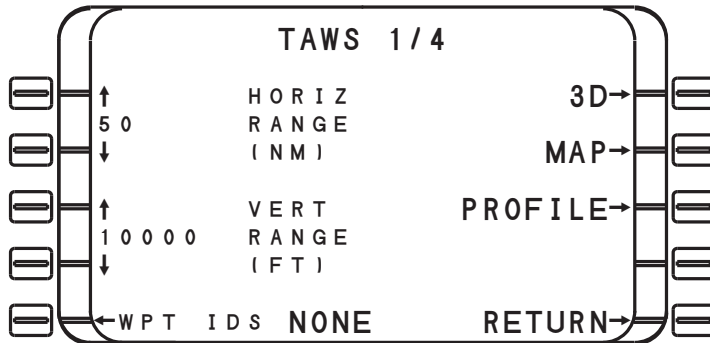 TAWS 1/4
↑ HORIZ 3D→
50 RANGE
↓ (NM) MAP→
↑ VERT PROFILE→
10000 RANGE
↓ (FT)
←WPT IDS NONE RETURN→